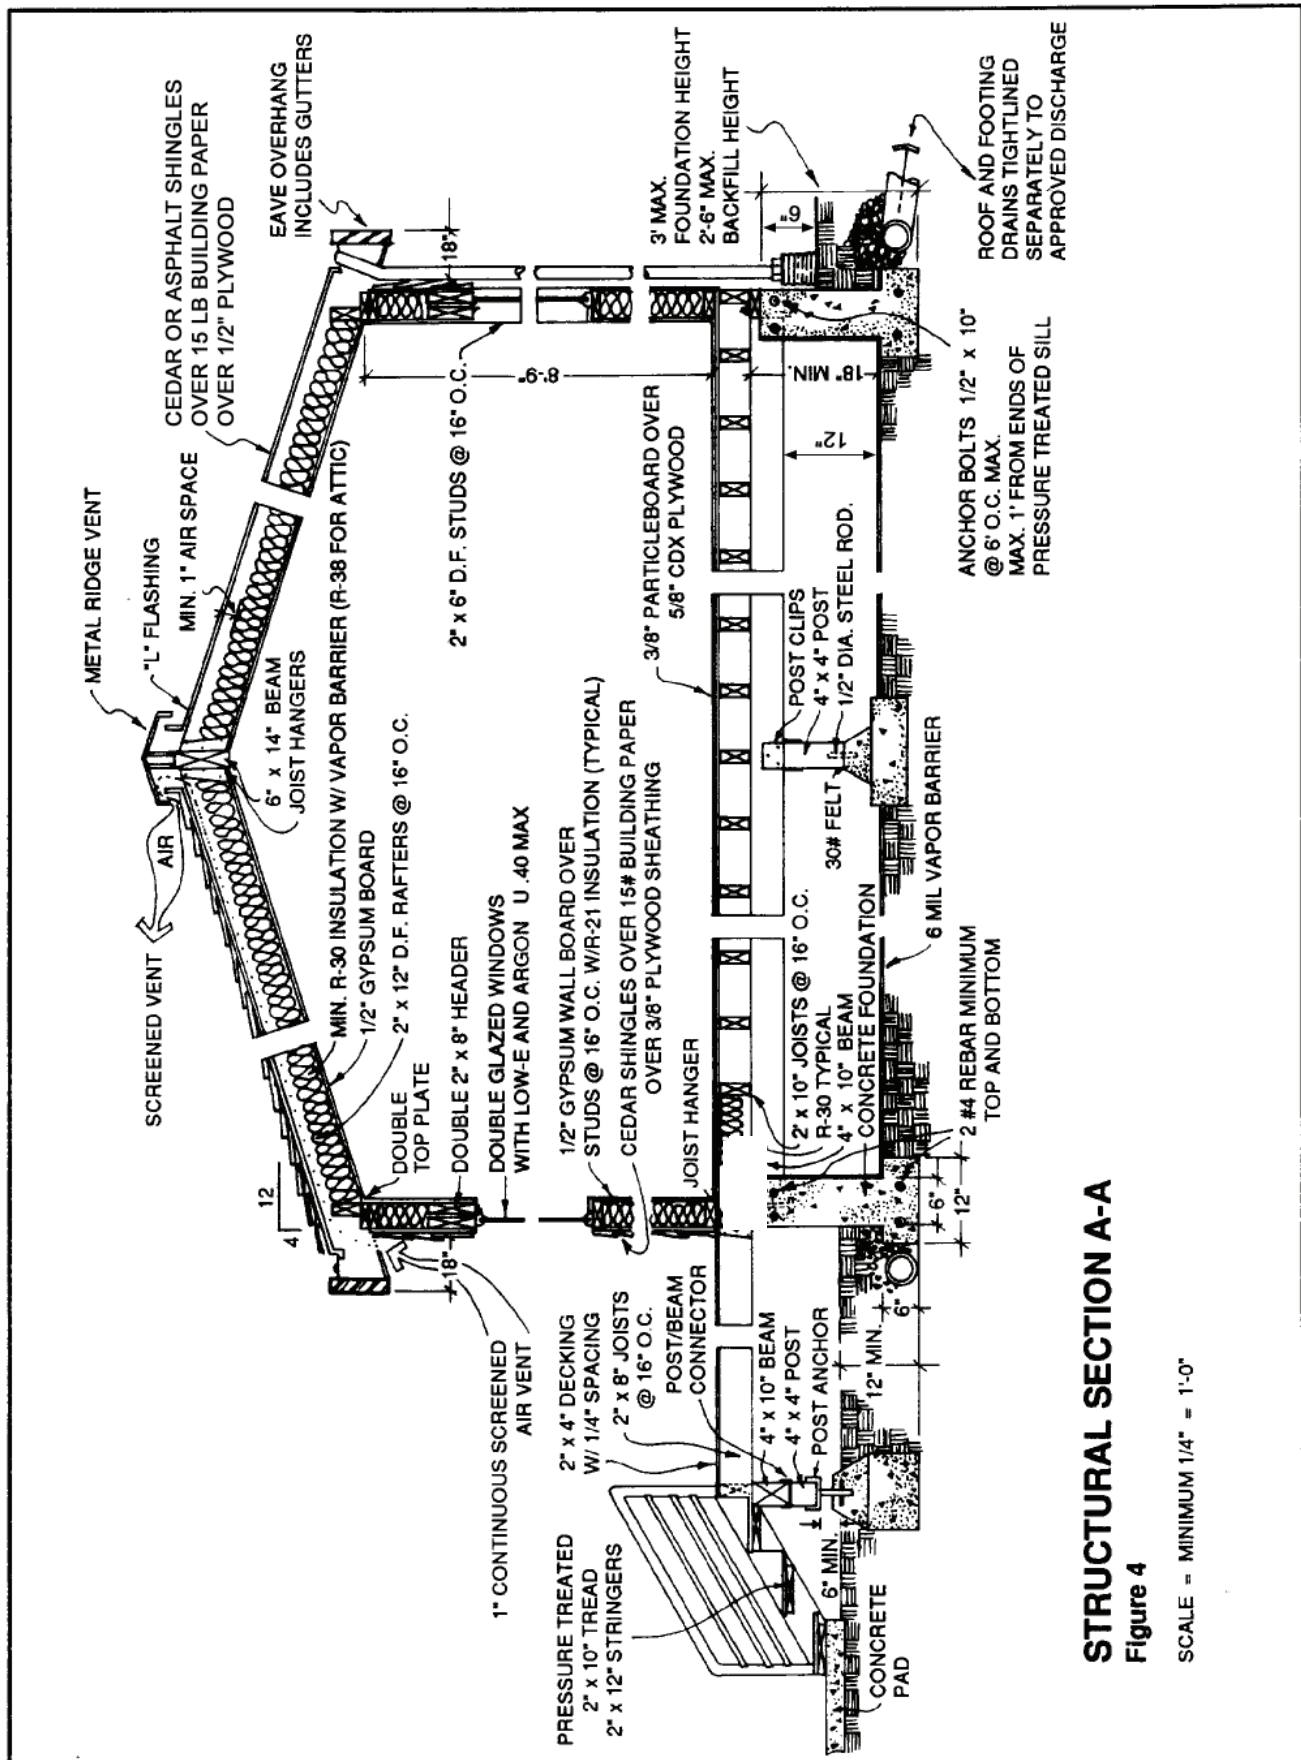 SCREENED VENT
AIR
METAL RIDGE VENT
"L" FLASHING
MIN. 1" AIR SPACE
CEDAR OR ASPHALT SHINGLES
OVER 15 LB BUILDING PAPER
OVER 1/2" PLYWOOD
EAVE OVERHANG
INCLUDES GUTTERS
6" x 14" BEAM
JOIST HANGERS
MIN. R-30 INSULATION W/ VAPOR BARRIER (R-38 FOR ATTIC)
1/2" GYPSUM BOARD
2" x 12" D.F. RAFTERS @ 16" O.C.
12
4
DOUBLE
TOP PLATE
DOUBLE 2" x 8" HEADER
DOUBLE GLAZED WINDOWS
WITH LOW-E AND ARGON U .40 MAX
18"
18"
8'-9"
2" x 6" D.F. STUDS @ 16" O.C.
1" CONTINUOUS SCREENED
AIR VENT
1/2" GYPSUM WALL BOARD OVER
STUDS @ 16" O.C. W/R-21 INSULATION (TYPICAL)
CEDAR SHINGLES OVER 15# BUILDING PAPER
OVER 3/8" PLYWOOD SHEATHING
JOIST HANGER
3/8" PARTICLEBOARD OVER
5/8" CDX PLYWOOD
3' MAX.
FOUNDATION HEIGHT
2-6" MAX.
BACKFILL HEIGHT
PRESSURE TREATED
2" x 10" TREAD
2" x 12" STRINGERS
2" x 4" DECKING
W/ 1/4" SPACING
2" x 8" JOISTS
@ 16" O.C.
POST/BEAM
CONNECTOR
4" x 10" BEAM
4" x 4" POST
POST ANCHOR
6" MIN.
12" MIN.
6"
CONCRETE
PAD
2" x 10" JOISTS @ 16" O.C.
R-30 TYPICAL
4" x 10" BEAM
CONCRETE FOUNDATION
POST CLIPS
4" x 4" POST
1/2" DIA. STEEL ROD.
30# FELT
12"
18" MIN.
6"
6 MIL VAPOR BARRIER
2 #4 REBAR MINIMUM
TOP AND BOTTOM
6"
12"
ANCHOR BOLTS 1/2" x 10"
@ 6' O.C. MAX.
MAX. 1' FROM ENDS OF
PRESSURE TREATED SILL
ROOF AND FOOTING
DRAINS TIGHTLINED
SEPARATELY TO
APPROVED DISCHARGE
STRUCTURAL SECTION A-A
Figure 4
SCALE = MINIMUM 1/4" = 1'-0"